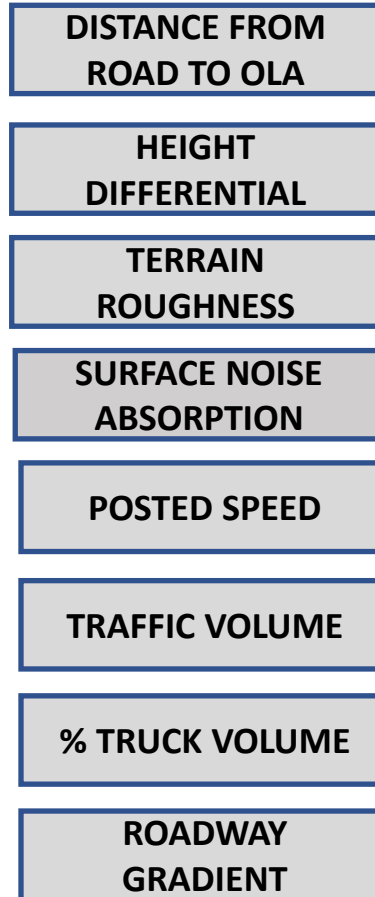 DISTANCE FROM
ROAD TO OLA
HEIGHT
DIFFERENTIAL
TERRAIN
ROUGHNESS
SURFACE NOISE
ABSORPTION
POSTED SPEED
TRAFFIC VOLUME
% TRUCK VOLUME
ROADWAY
GRADIENT